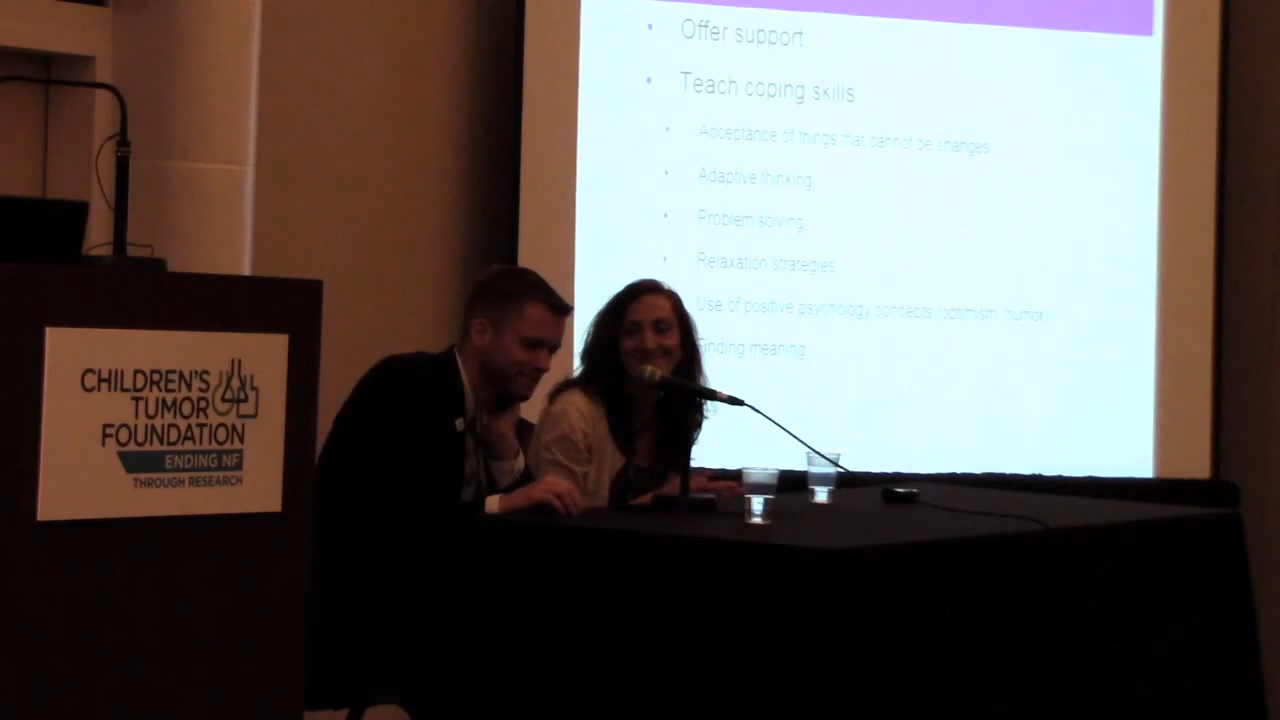 Offer support
Teach coping skills
Acceptance of things that cannot be changes
Adaptive thinking
Problem solving
Relaxation strategies
Use of positive psychology concepts (optimism, humor)
Finding meaning
CHILDREN'S
TUMOR
FOUNDATION
ENDING NF
THROUGH RESEARCH